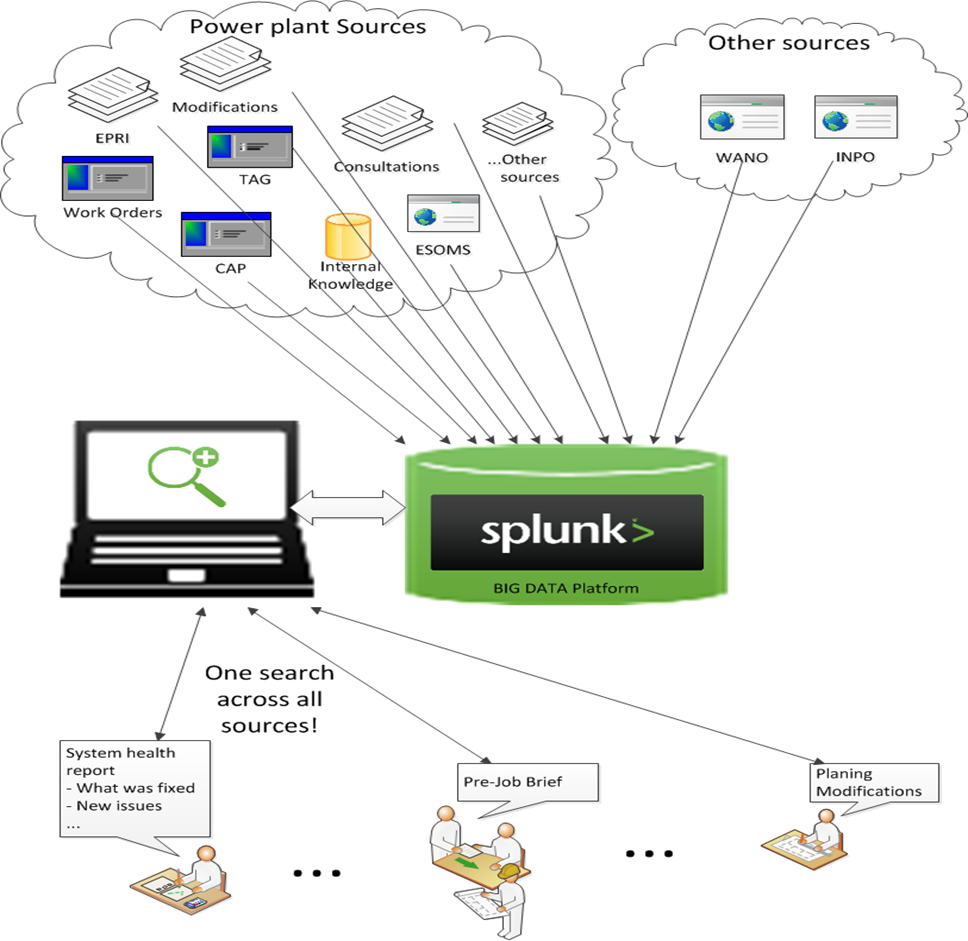 Power plant Sources
Other sources
Modifications
EPRI
TAG
Consultations
...Other
sources
WANO
INPO
Work Orders
CAP
Internal
Knowledge
ESOMS
splunk>
BIG DATA Platform
One search
across all
sources!
System health
report
- What was fixed
- New issues
...
Pre-Job Brief
Planing
Modifications
...
...